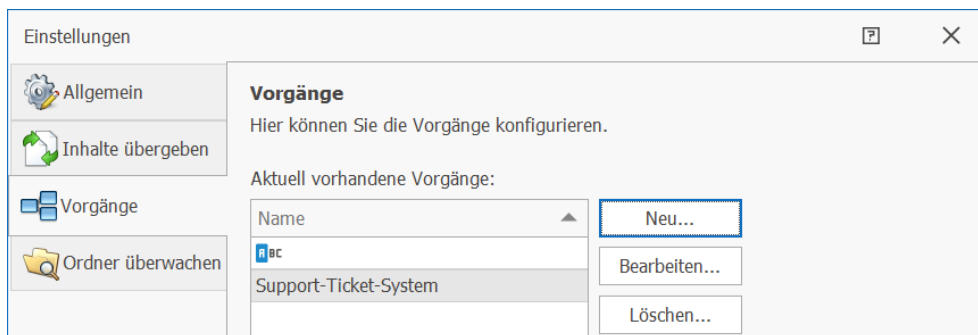 Einstellungen
?
Allgemein
Inhalte übergeben
Vorgänge
Ordner überwachen
Vorgänge
Hier können Sie die Vorgänge konfigurieren.
Aktuell vorhandene Vorgänge:
Name
ABC
Support-Ticket-System
Neu...
Bearbeiten...
Löschen...